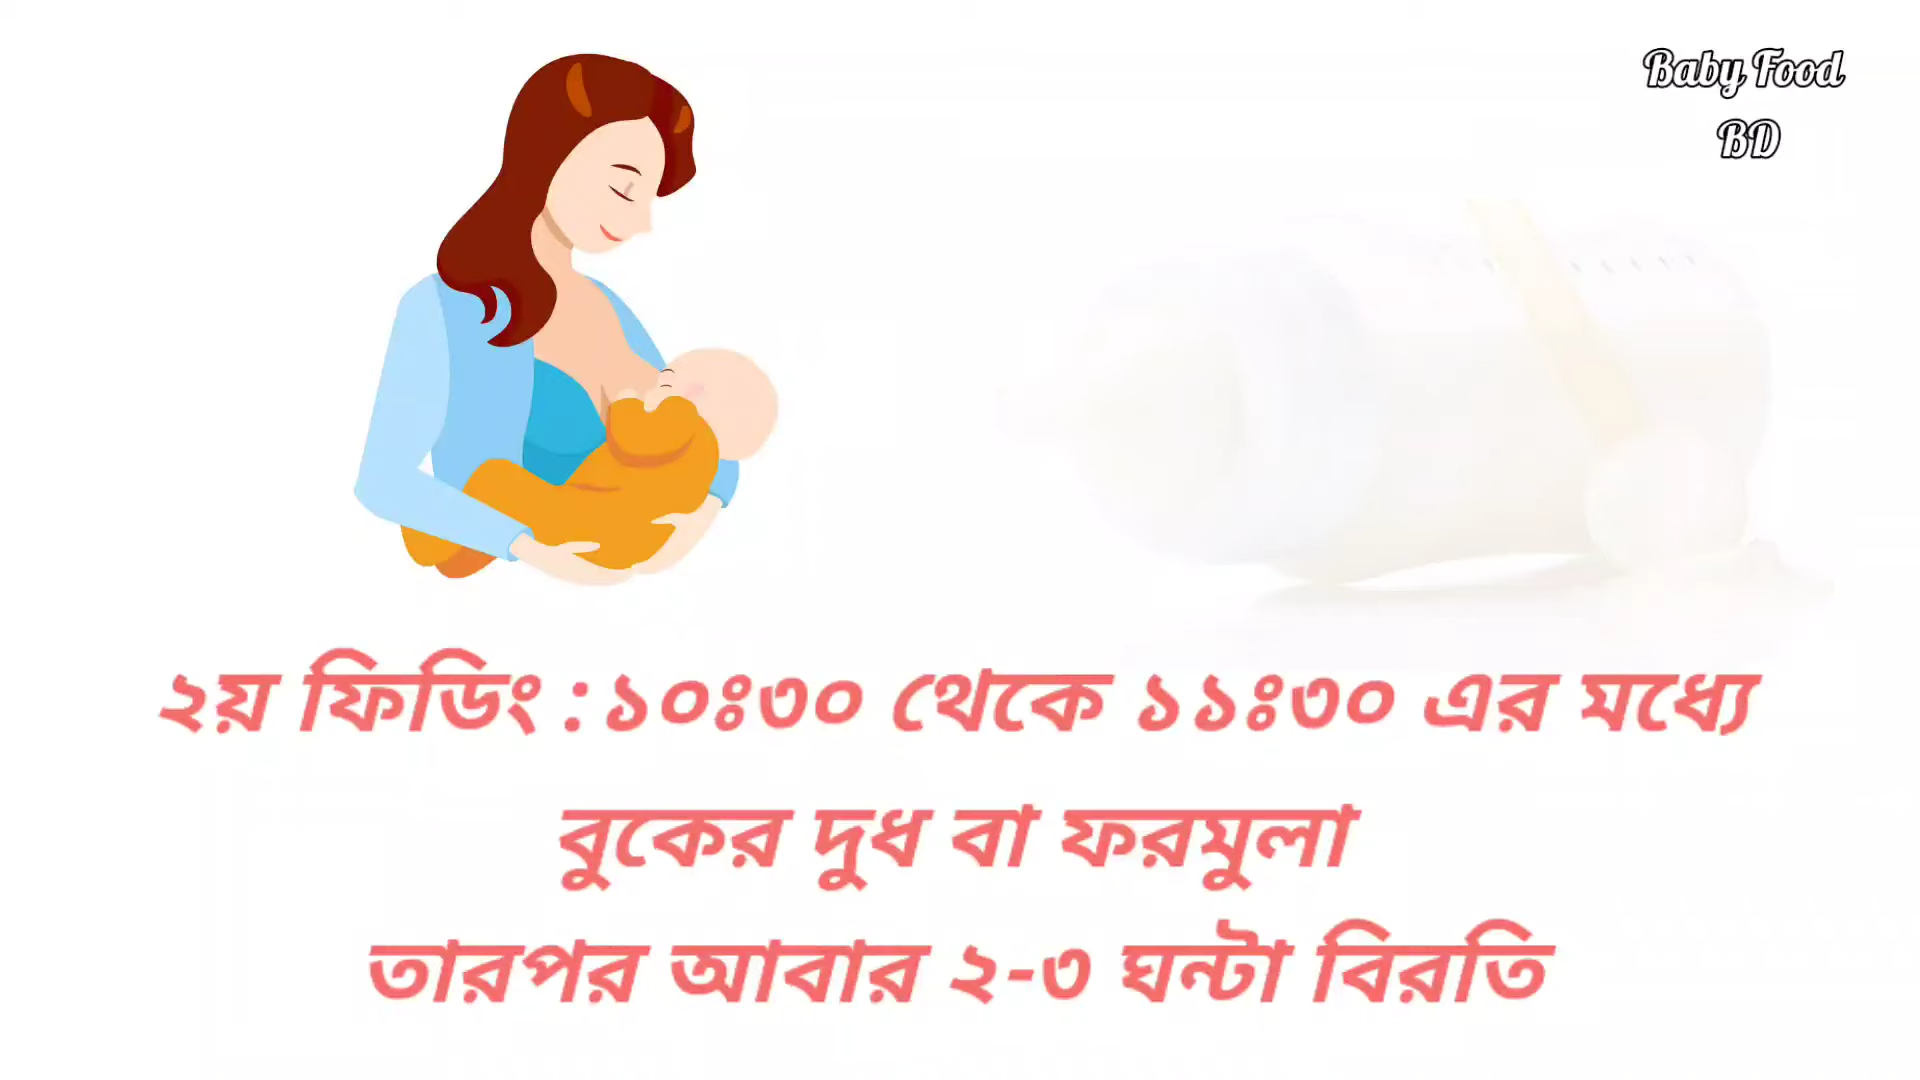 Baby Food
BD
২য় ফিডিং : ১০ঃ৩০ থেকে ১১ঃ৩০ এর মধ্যে
বুকের দুধ বা ফরমুলা
তারপর আবার ২-৩ ঘন্টা বিরতি